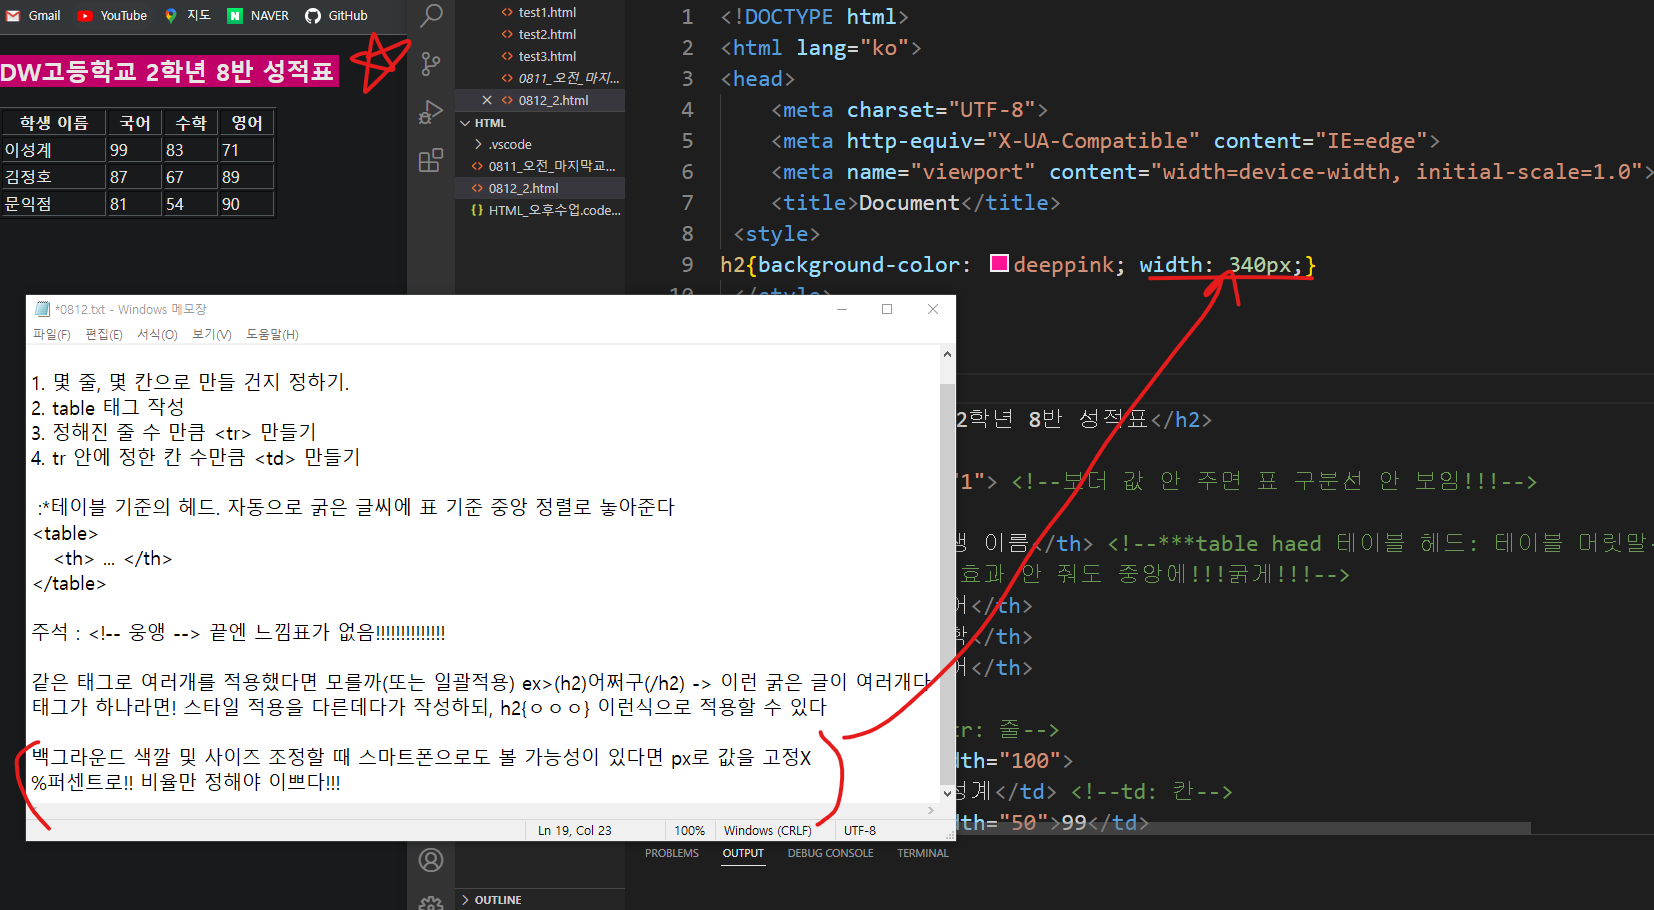 Gmail YouTube 지도 NAVER GitHub
DW고등학교 2학년 8반 성적표
학생 이름 국어 수학 영어
이성계 99 83 71
김정호 87 67 89
문익점 81 54 90
test1.html
test2.html
test3.html
0811_오전_마지...
0812_2.html
HTML
.vscode
0811_오전_마지막교...
0812_2.html
HTML_오후수업.code...
1 <!DOCTYPE html>
2 <html lang="ko">
3 <head>
4 <meta charset="UTF-8">
5 <meta http-equiv="X-UA-Compatible" content="IE=edge">
6 <meta name="viewport" content="width=device-width, initial-scale=1.0">
7 <title>Document</title>
8 <style>
9 h2{background-color: deeppink; width: 340px;}
10 </style>
2학년 8반 성적표</h2>
"1"> <!--보더 값 안 주면 표 구분선 안 보임!!!-->
이름</th> <!--***table haed 테이블 헤드: 테이블 머릿말
효과 안 줘도 중앙에!!!굵게!!!-->
어</th>
학</th>
어</th>
tr: 줄-->
dth="100">
성계</td> <!--td: 칸-->
dth="50">99</td>
*0812.txt - Windows 메모장
파일(F) 편집(E) 서식(O) 보기(V) 도움말(H)
1. 몇 줄, 몇 칸으로 만들 건지 정하기.
2. table 태그 작성
3. 정해진 줄 수 만큼 <tr> 만들기
4. tr 안에 정한 칸 수만큼 <td> 만들기
:*테이블 기준의 헤드. 자동으로 굵은 글씨에 표 기준 중앙 정렬로 놓아준다
<table>
<th> ... </th>
</table>
주석 : <!-- 웅앵 --> 끝엔 느낌표가 없음!!!!!!!!!!!!!!
같은 태그로 여러개를 적용했다면 모를까(또는 일괄적용) ex>(h2)어쩌구(/h2) -> 이런 굵은 글이 여러개다
태그가 하나라면! 스타일 적용을 다른데다가 작성하되, h2{ㅇㅇㅇ} 이런식으로 적용할 수 있다
백그라운드 색깔 및 사이즈 조정할 때 스마트폰으로도 볼 가능성이 있다면 px로 값을 고정X
%퍼센트로!! 비율만 정해야 이쁘다!!!
Ln 19, Col 23 100% Windows (CRLF) UTF-8
PROBLEMS OUTPUT DEBUG CONSOLE TERMINAL
OUTLINE